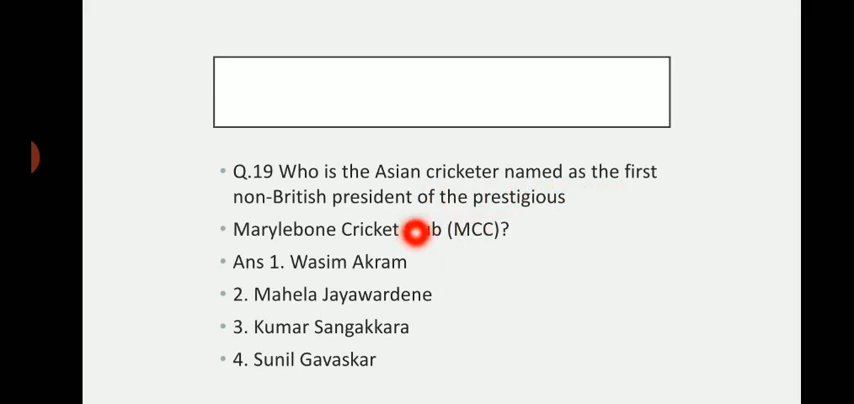 Q.19 Who is the Asian cricketer named as the first
non-British president of the prestigious
Marylebone Cricket (MCC)?
Ans 1. Wasim Akram
2. Mahela Jayawardene
3. Kumar Sangakkara
4. Sunil Gavaskar